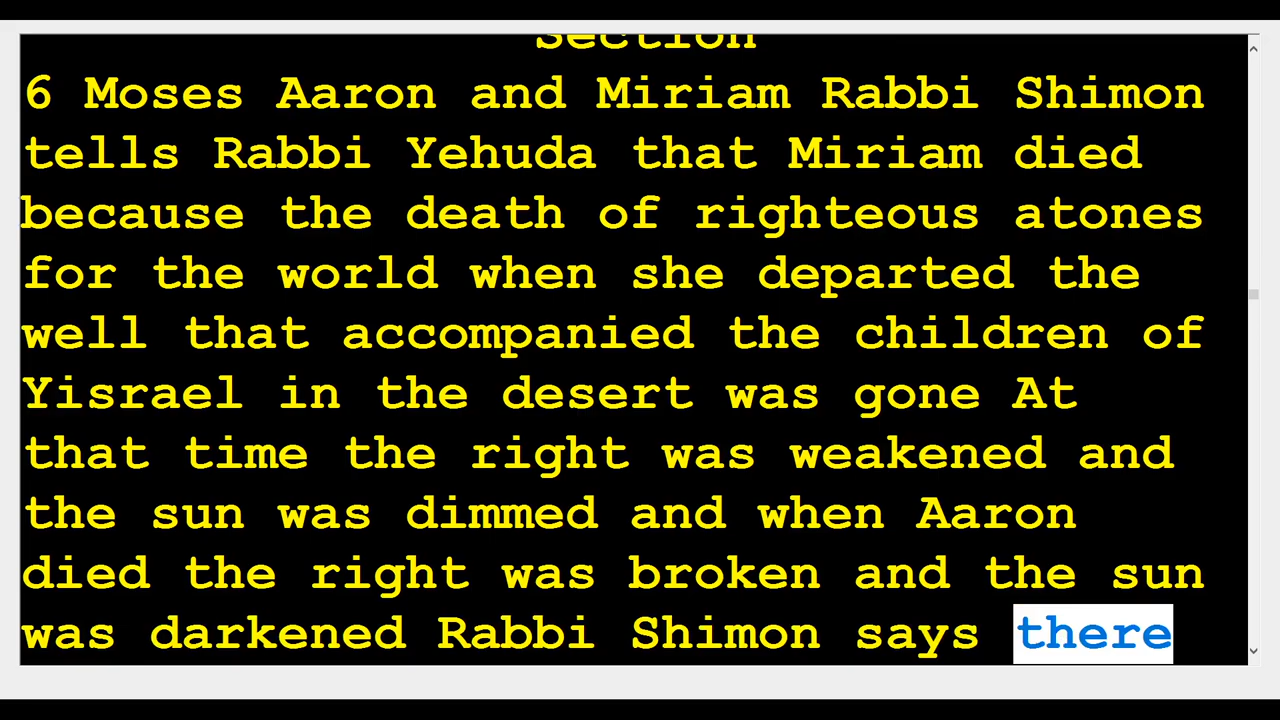 Section
6 Moses Aaron and Miriam Rabbi Shimon
tells Rabbi Yehuda that Miriam died
because the death of righteous atones
for the world when she departed the
well that accompanied the children of
Yisrael in the desert was gone At
that time the right was weakened and
the sun was dimmed and when Aaron
died the right was broken and the sun
was darkened Rabbi Shimon says there